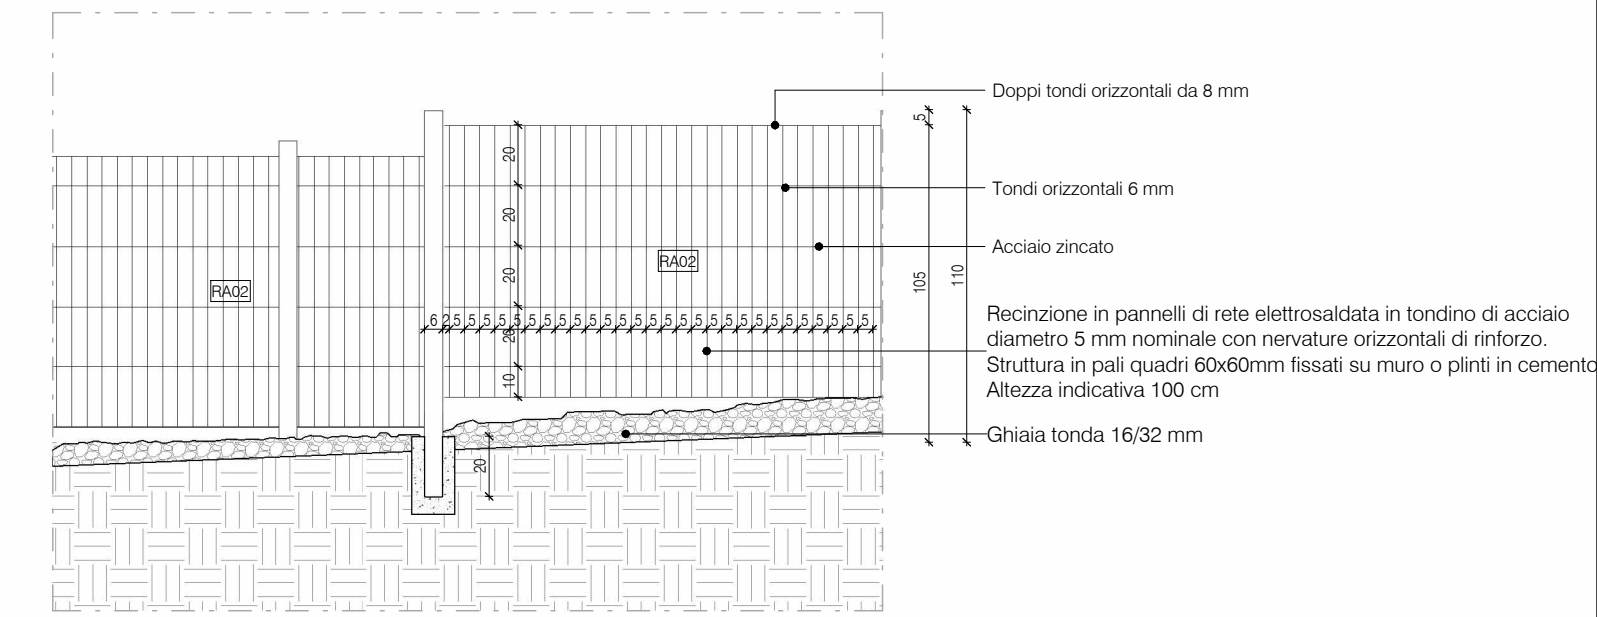 Doppi tondi orizzontali da 8 mm
5
20
Tondi orizzontali 6 mm
20
Acciaio zincato
RA02
20
105
110
RA02
Recinzione in pannelli di rete elettrosaldata in tondino di acciaio
diametro 5 mm nominale con nervature orizzontali di rinforzo.
Struttura in pali quadri 60x60mm fissati su muro o plinti in cemento
Altezza indicativa 100 cm
6 2 5 5 5 5 5 5 5 5 5 5 5 5 5 5 5 5 5 5 5 5 5 5 5 5 5 5 5 5
20
10
Ghiaia tonda 16/32 mm
20